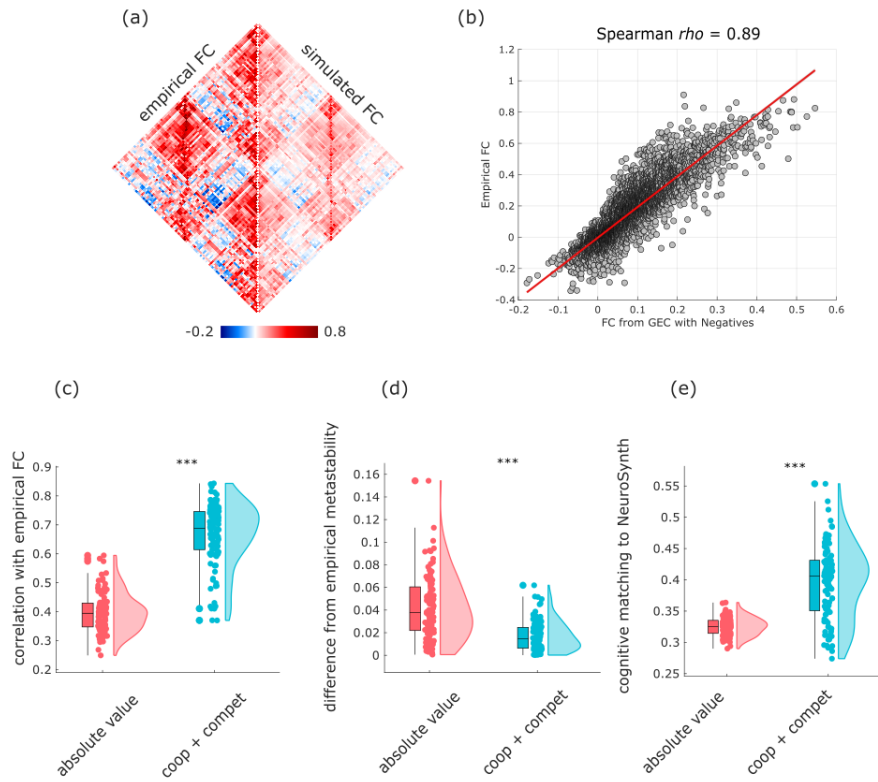 (a)
empirical FC
simulated FC
-0.2
0.8
(b)
Spearman rho = 0.89
Empirical FC
1.2
1
0.8
0.6
0.4
0.2
0
-0.2
-0.4
-0.1
0
0.1
0.2
0.3
0.4
0.5
0.6
FC from GEC with Negatives
(c)
correlation with empirical FC
0.9
0.8
0.7
0.6
0.5
0.4
0.3
0.2
***
absolute value
coop + compet
(d)
difference from empirical metastability
0.16
0.14
0.12
0.1
0.08
0.06
0.04
0.02
0
***
absolute value
coop + compet
(e)
cognitive matching to NeuroSynth
0.5
0.45
0.4
0.35
0.3
0.25
***
absolute value
coop + compet